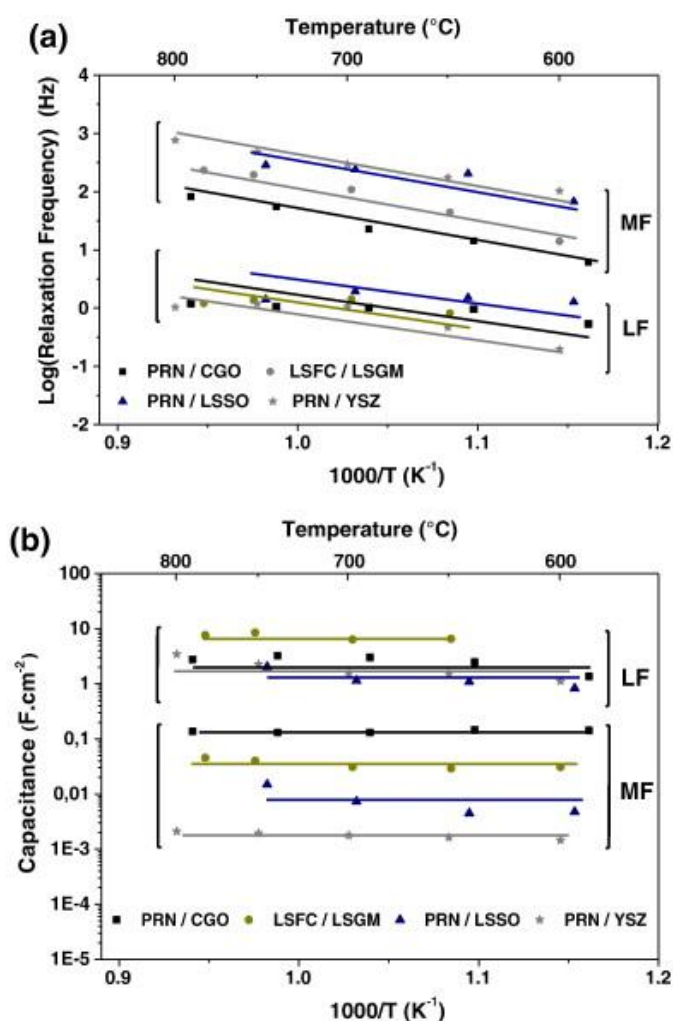 (a)
Temperature (°C)
800 700 600
Log(Relaxation Frequency) (Hz)
4
3
2
1
0
-1
-2
MF
LF
PRN / CGO LSFC / LSGM
PRN / LSSO PRN / YSZ
0.9 1.0 1.1 1.2
1000/T (K⁻¹)
(b)
Temperature (°C)
800 700 600
Capacitance (F.cm⁻²)
100
10
1
0,1
0,01
1E-3
1E-4
1E-5
LF
MF
PRN / CGO LSFC / LSGM PRN / LSSO PRN / YSZ
0.9 1.0 1.1 1.2
1000/T (K⁻¹)